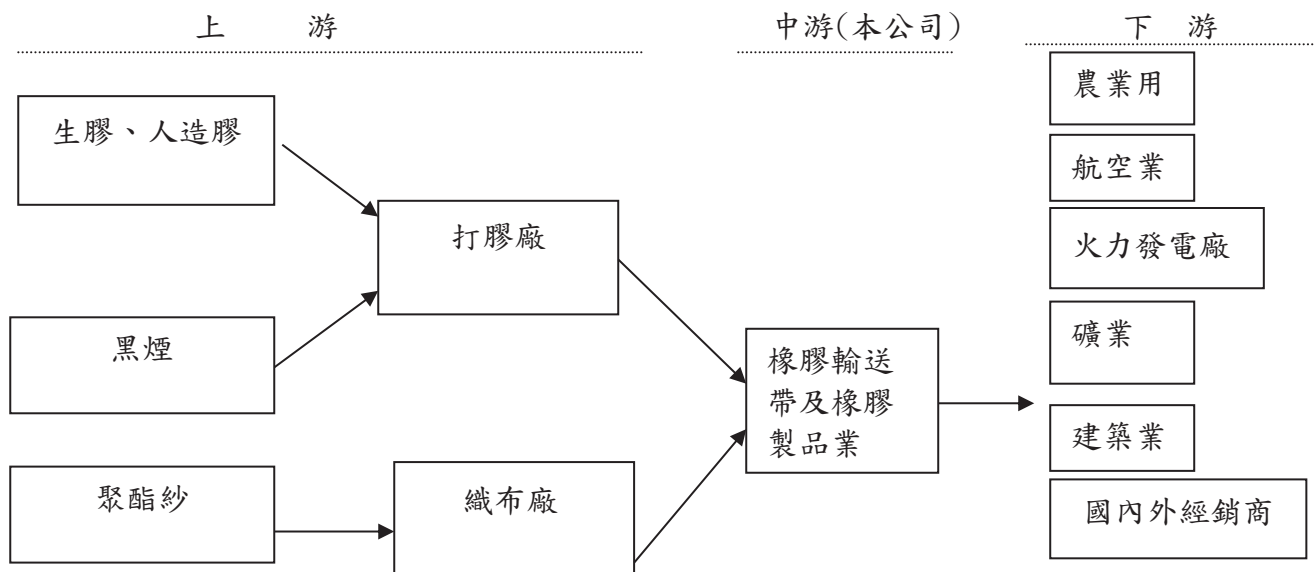 上 游 中游(本公司) 下 游
農業用
生膠、人造膠
航空業
打膠廠
火力發電廠
黑煙
礦業
橡膠輸送
帶及橡膠
製品業
建築業
聚酯紗
織布廠
國內外經銷商